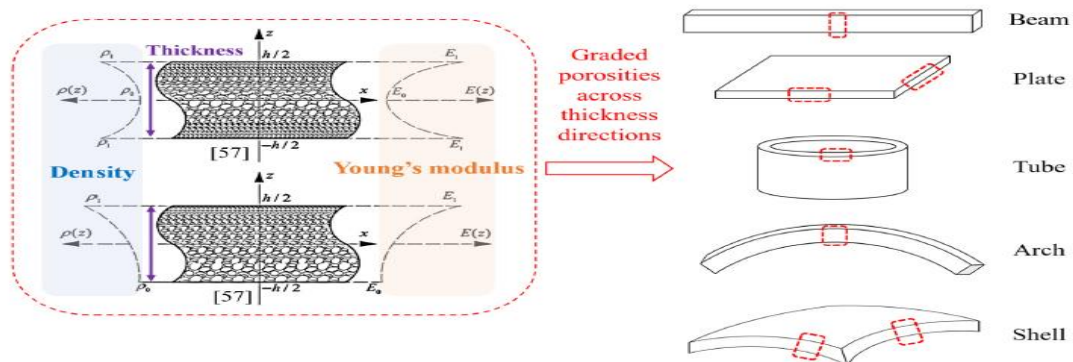 z
ρ₁
Thickness
h/2
E₁
ρ(z)
ρ₀
x
E₀
E(z)
ρ₁
[57]
-h/2
E₁
Density
z
Young's modulus
h/2
ρ₁
E₁
ρ(z)
x
E(z)
ρ₀
[57]
-h/2
E₀
Graded
porosities
across
thickness
directions
Beam
Plate
Tube
Arch
Shell